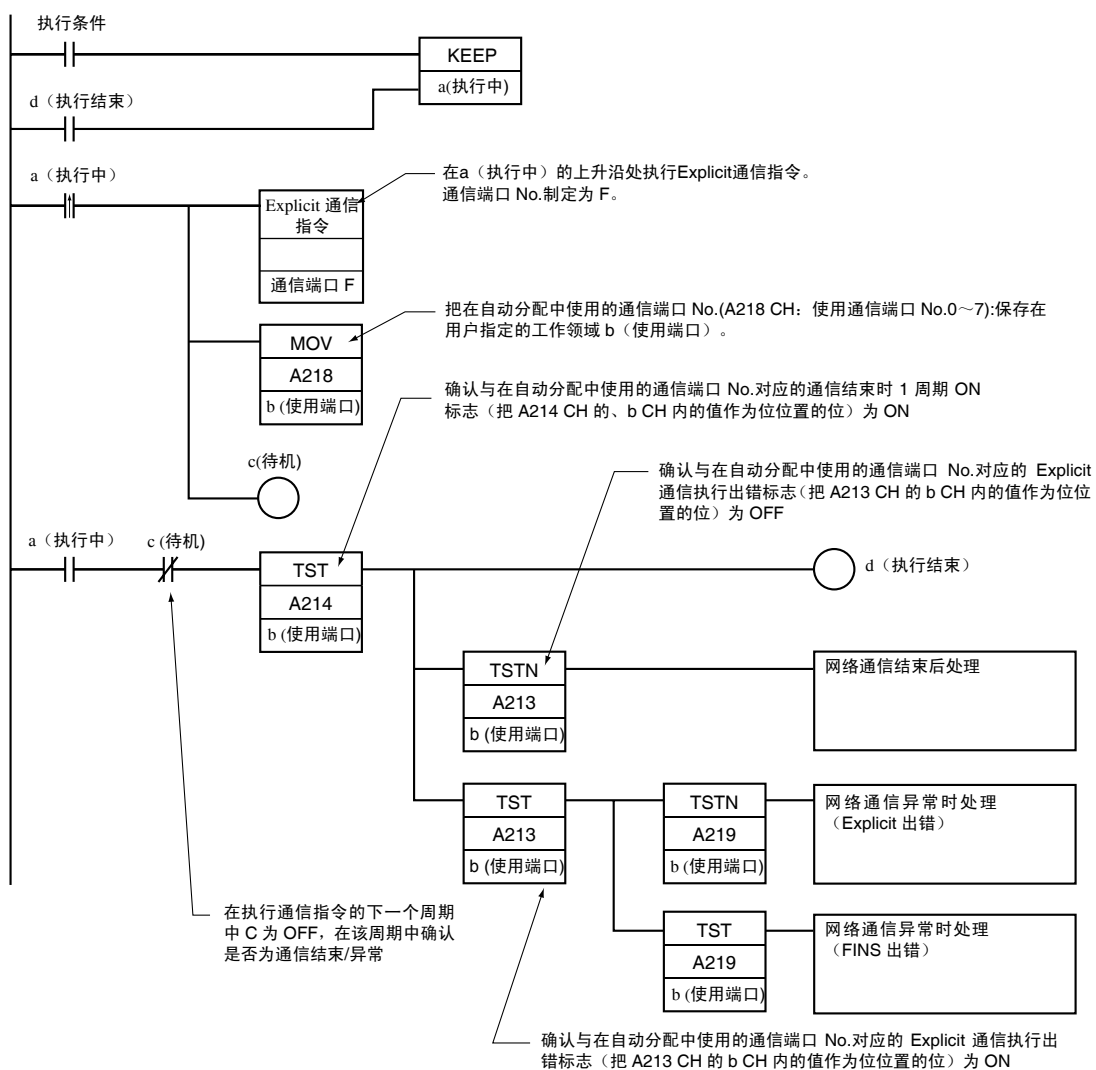 执行条件
KEEP
a(执行中)
d（执行结束）
a（执行中）
在a（执行中）的上升沿处执行Explicit通信指令。
通信端口 No.制定为 F。
Explicit 通信
指令
通信端口 F
把在自动分配中使用的通信端口 No.(A218 CH：使用通信端口 No.0～7):保存在
用户指定的工作领域 b（使用端口）。
MOV
A218
b (使用端口)
确认与在自动分配中使用的通信端口 No.对应的通信结束时 1 周期 ON
标志（把 A214 CH 的、b CH 内的值作为位位置的位）为 ON
c(待机)
确认与在自动分配中使用的通信端口 No.对应的 Explicit
通信执行出错标志（把 A213 CH 的 b CH 内的值作为位位
置的位）为 OFF
a（执行中）
c (待机)
TST
A214
b (使用端口)
d（执行结束）
TSTN
A213
b (使用端口)
网络通信结束后处理
TST
A213
b (使用端口)
TSTN
A219
b (使用端口)
网络通信异常时处理
（Explicit 出错）
在执行通信指令的下一个周期
中 C 为 OFF，在该周期中确认
是否为通信结束/异常
TST
A219
b (使用端口)
网络通信异常时处理
（FINS 出错）
确认与在自动分配中使用的通信端口 No.对应的 Explicit 通信执行出
错标志（把 A213 CH 的 b CH 内的值作为位位置的位）为 ON